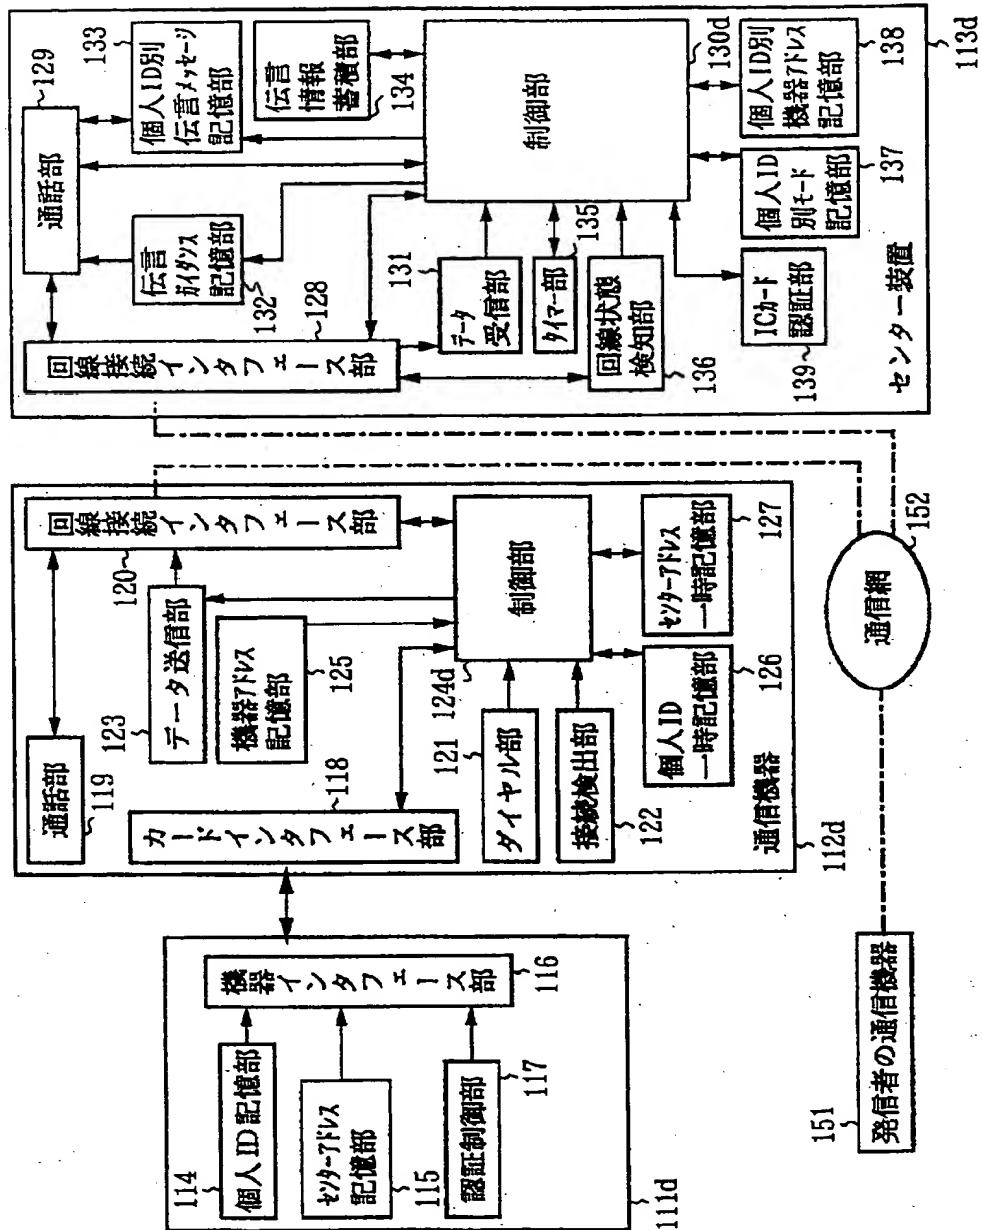 114
個人ID記憶部
センターアドレス
記憶部
115
認証制御部
117
機器
インタフェース部
116
111d
通話部
119
カードインタフェース部
118
回線接続インタフェース部
120
データ送信部
123
機器アドレス
記憶部
125
制御部
124d
ダイヤル部
121
接続検出部
122
個人ID
一時記憶部
126
センターアドレス
一時記憶部
127
通信機器
112d
通話部
129
個人ID別
伝言メッセージ
記憶部
133
伝言
ガイダンス
記憶部
132
伝言
情報
蓄積部
134
回線接続インタフェース部
128
制御部
130d
データ
受信部
131
タイマー部
135
回線状態
検知部
136
ICカード
認証部
139
個人ID
別モード
記憶部
137
個人ID別
機器アドレス
記憶部
138
センター装置
113d
通信網
152
151
発信者の通信機器